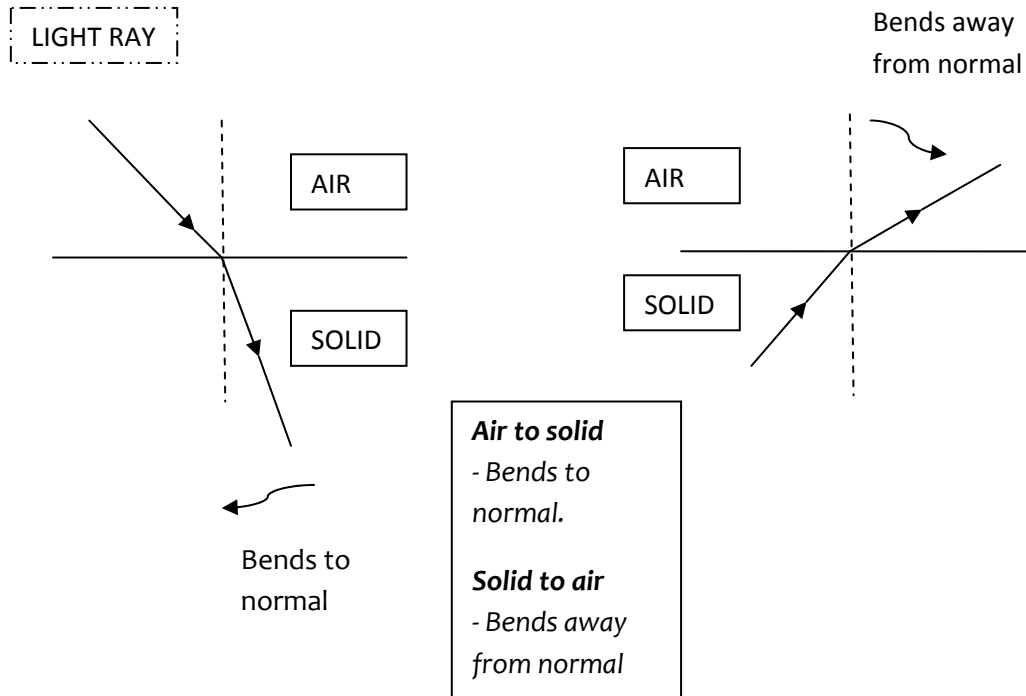 LIGHT RAY
Bends away
from normal
AIR
AIR
SOLID
SOLID
Air to solid
- Bends to
normal.
Solid to air
- Bends away
from normal
Bends to
normal